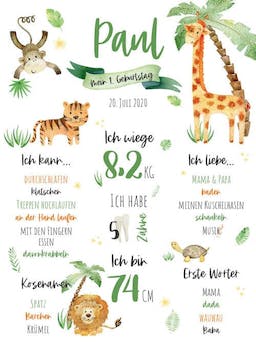 Paul
Mein 1. Geburtstag
20. Juli 2020
Ich kann...
DURCHSCHLAFEN
klatschen
TREPPEN HOCHLAUFEN
an der Hand laufen
MIT DEN FINGERN
ESSEN
davonkrabbeln
Kosenamen
SPATZ
Bärchen
KRÜMEL
Ich wiege
8,2 KG
Ich habe
5 Zähne
Ich bin
74 CM
Ich liebe...
MAMA & PAPA
baden
MEINEN KUSCHELHASEN
schaukeln
MUSIK
Erste Wörter
MAMA
dada
WAUWAU
Baba